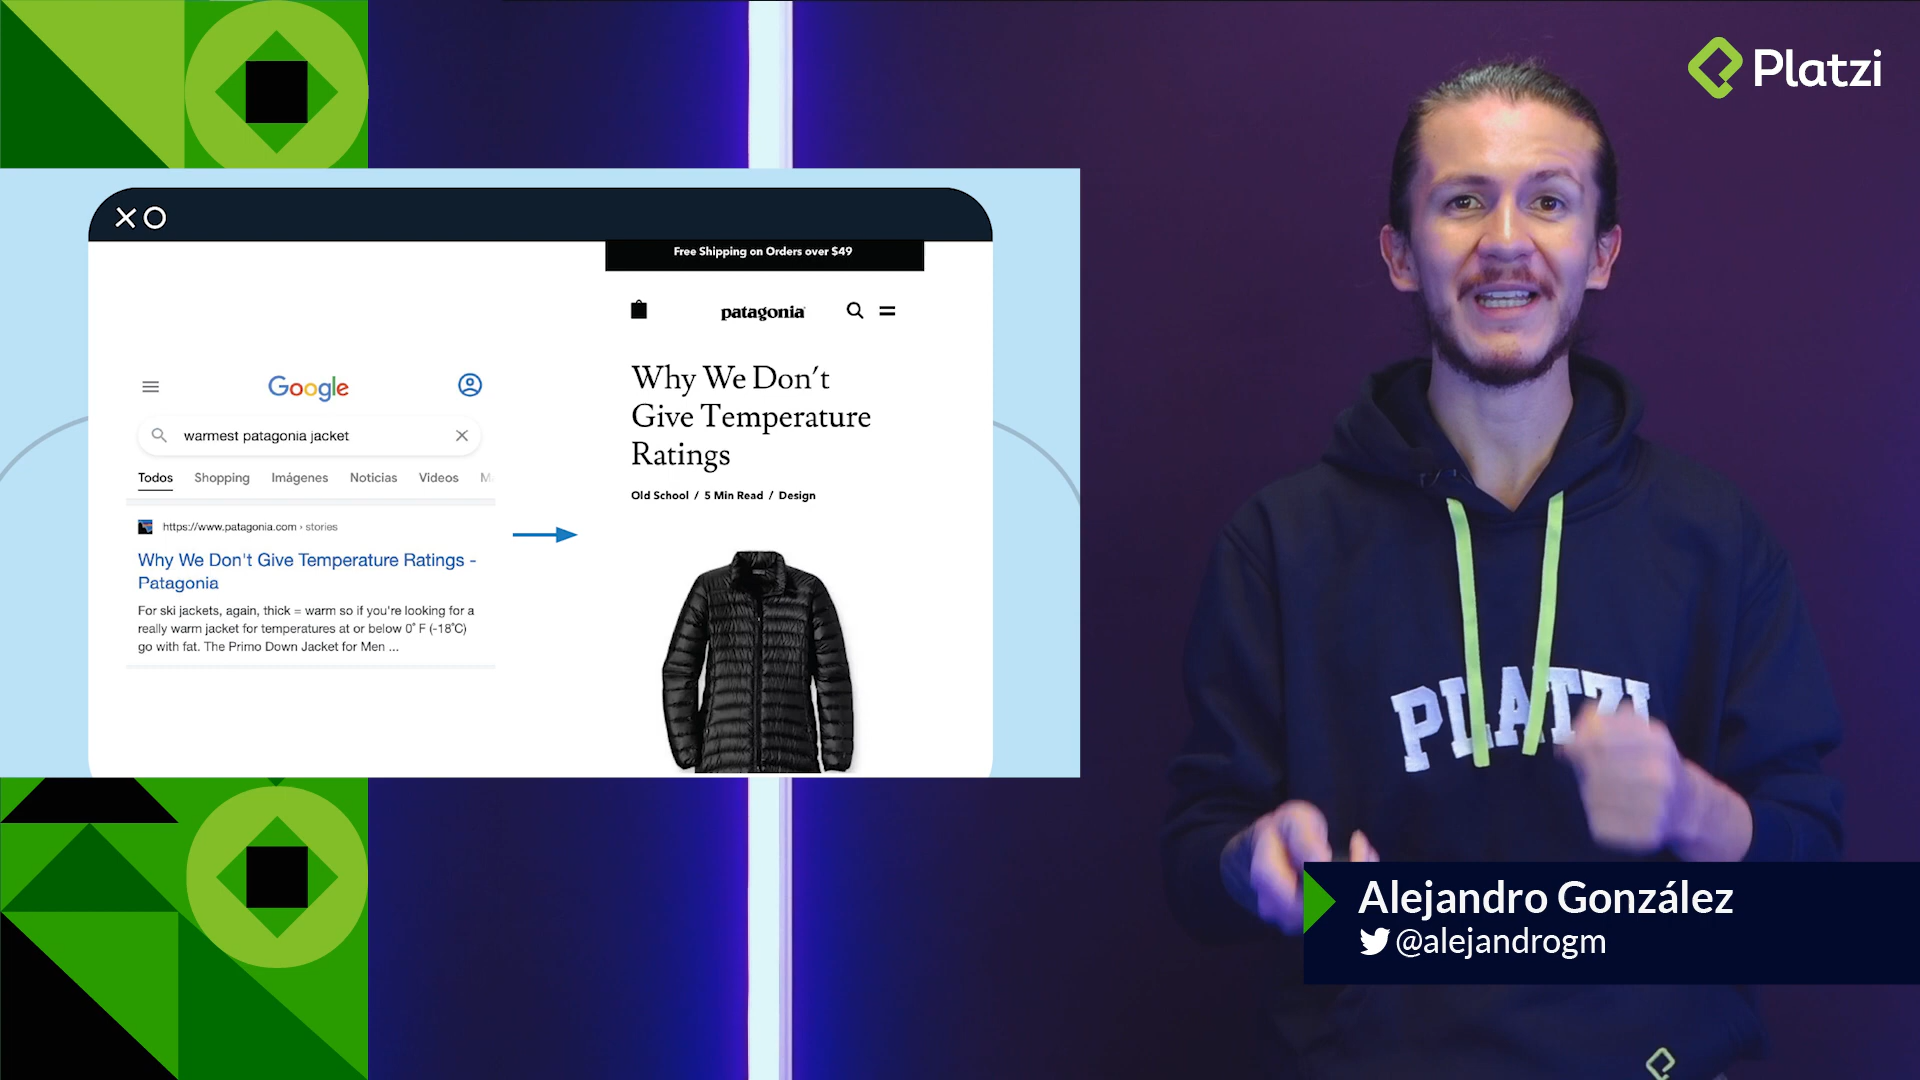 Platzi
Free Shipping on Orders over $49
patagonia
Google
warmest patagonia jacket
Todos Shopping Imágenes Noticias Videos M
https://www.patagonia.com › stories
Why We Don't Give Temperature Ratings -
Patagonia
For ski jackets, again, thick = warm so if you're looking for a
really warm jacket for temperatures at or below 0° F (-18°C)
go with fat. The Primo Down Jacket for Men ...
Why We Don't
Give Temperature
Ratings
Old School / 5 Min Read / Design
PLATZI
Alejandro González
@alejandrogm